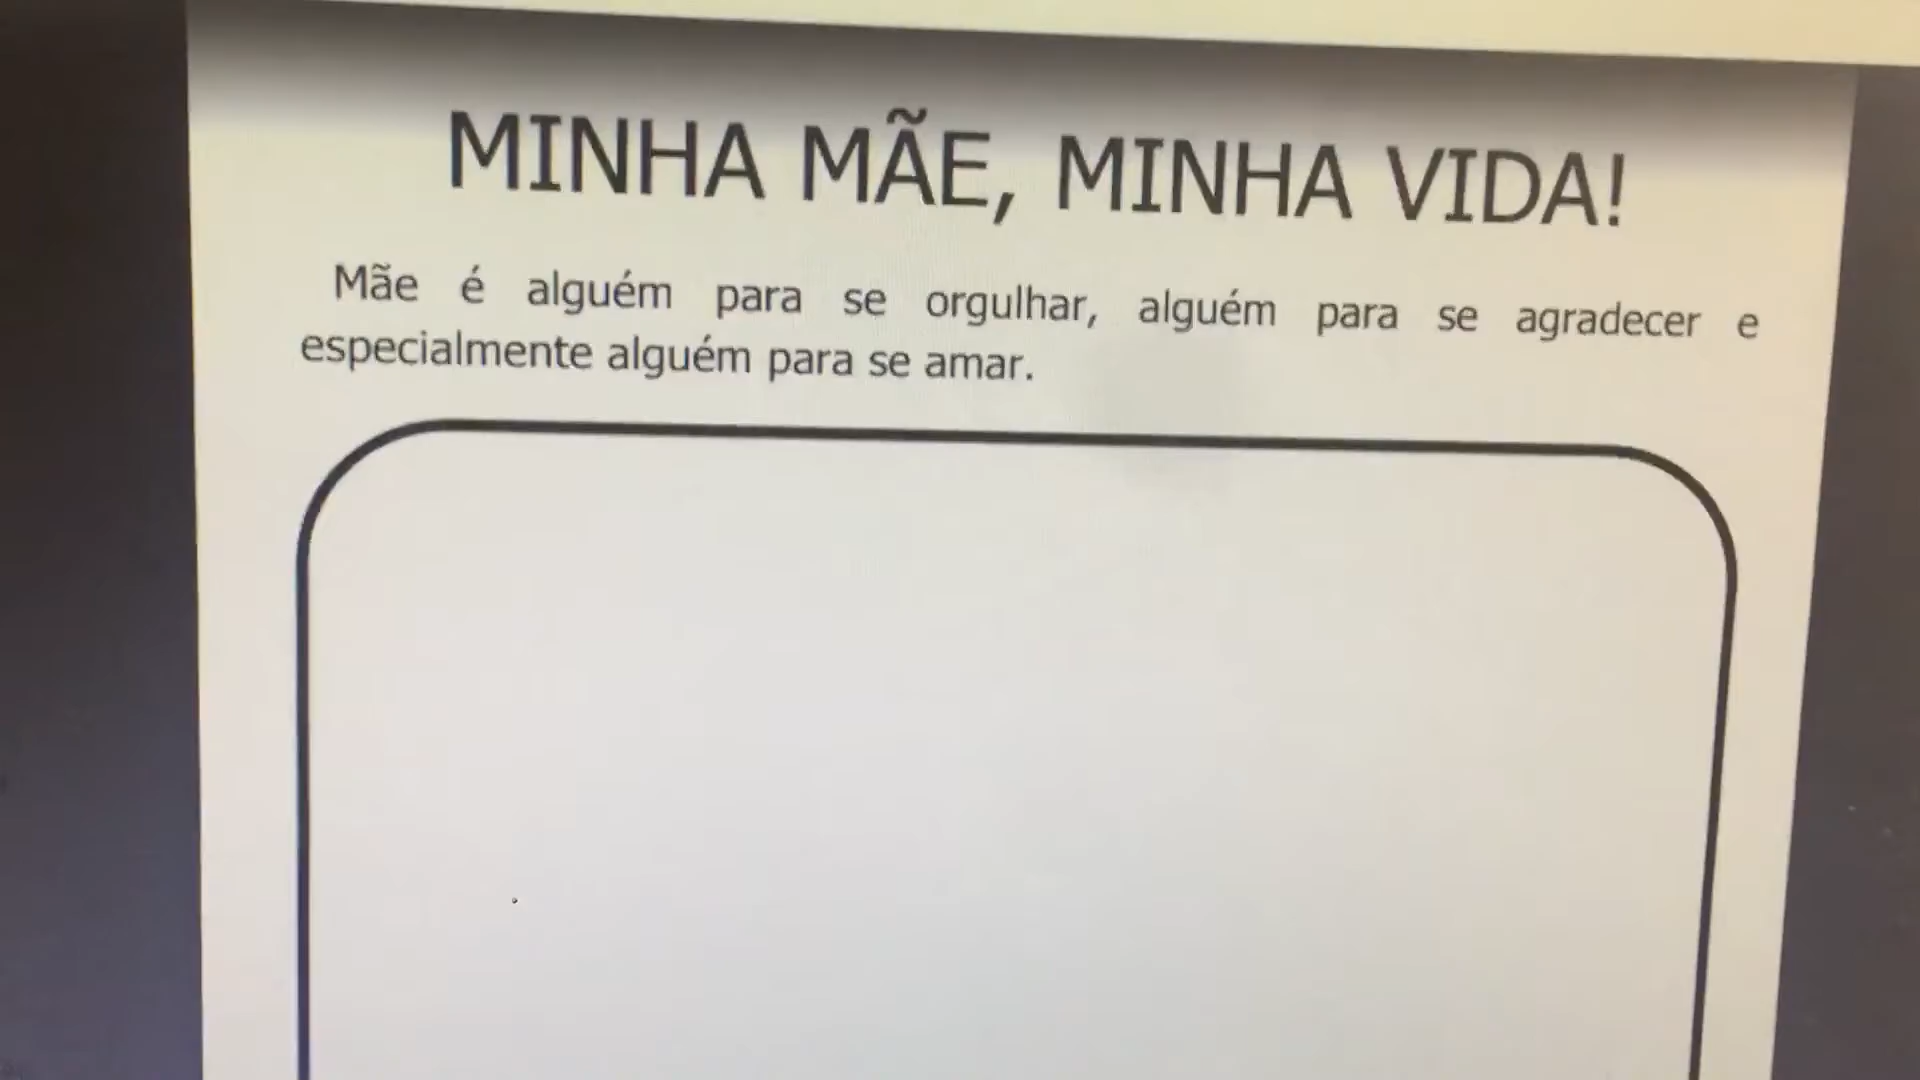 MINHA MÃE, MINHA VIDA!
Mãe é alguém para se orgulhar, alguém para se agradecer e
especialmente alguém para se amar.